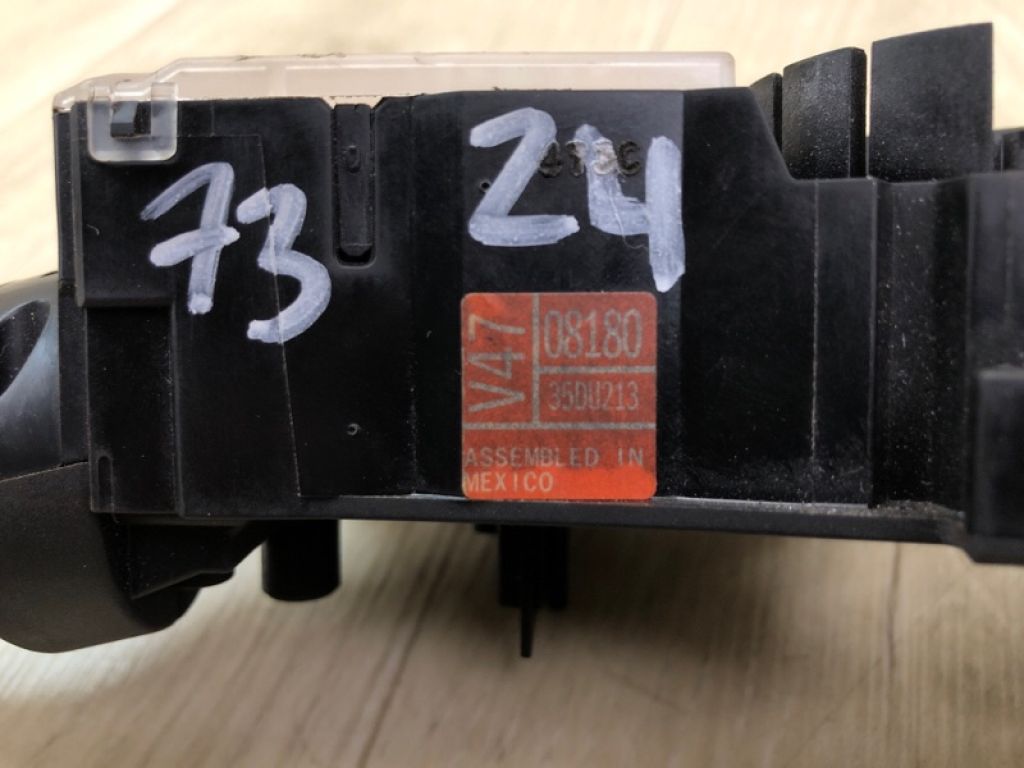 73
24
V47
08180
35DU213
ASSEMBLED IN
MEXICO